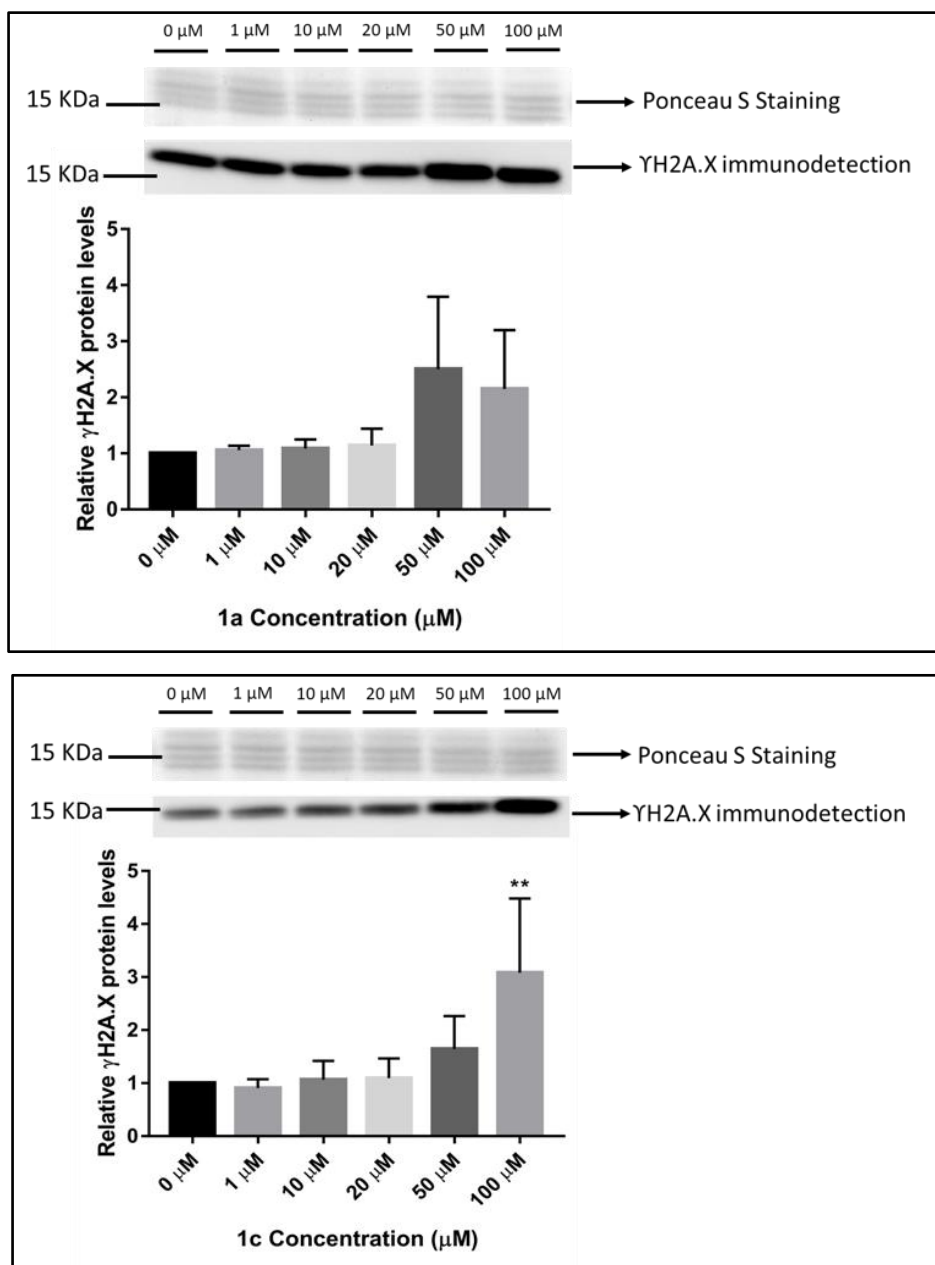 0 µM 1 µM 10 µM 20 µM 50 µM 100 µM
15 KDa
Ponceau S Staining
15 KDa
ϒH2A.X immunodetection
Relative γH2A.X protein levels
5
4
3
2
1
0
0 µM 1 µM 10 µM 20 µM 50 µM 100 µM
1a Concentration (µM)
0 µM 1 µM 10 µM 20 µM 50 µM 100 µM
15 KDa
Ponceau S Staining
15 KDa
ϒH2A.X immunodetection
Relative γH2A.X protein levels
5
4
3
2
1
0
**
0 µM 1 µM 10 µM 20 µM 50 µM 100 µM
1c Concentration (µM)